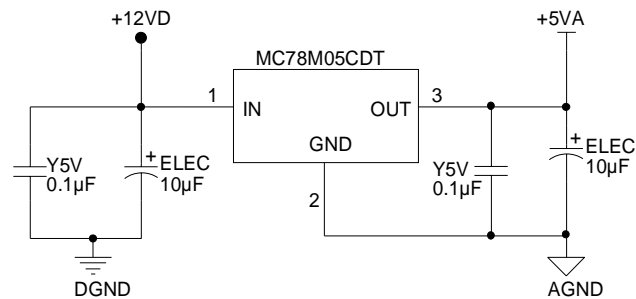 +12VD
+5VA
MC78M05CDT
1
IN
OUT
3
GND
2
Y5V
0.1µF
+
ELEC
10µF
Y5V
0.1µF
+
ELEC
10µF
DGND
AGND